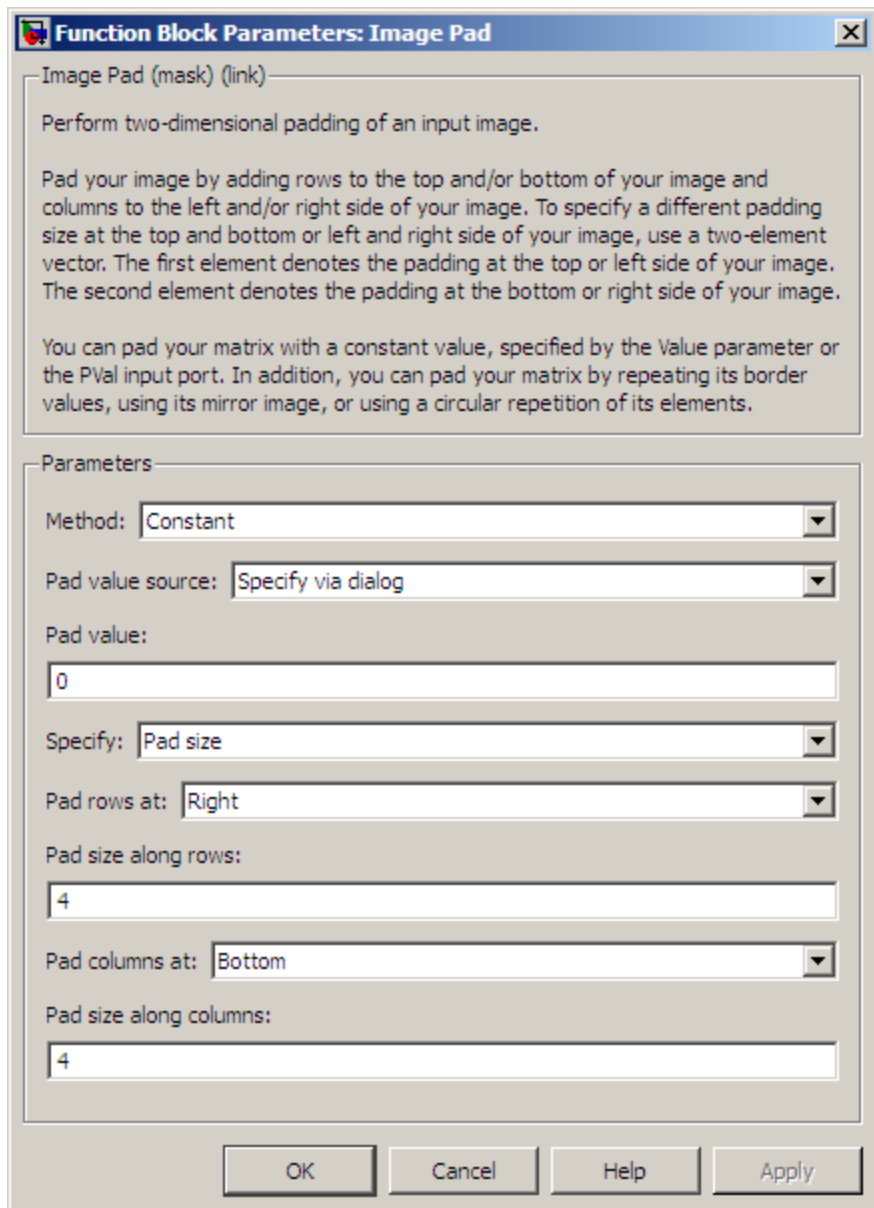 Function Block Parameters: Image Pad
Image Pad (mask) (link)
Perform two-dimensional padding of an input image.
Pad your image by adding rows to the top and/or bottom of your image and
columns to the left and/or right side of your image. To specify a different padding
size at the top and bottom or left and right side of your image, use a two-element
vector. The first element denotes the padding at the top or left side of your image.
The second element denotes the padding at the bottom or right side of your image.
You can pad your matrix with a constant value, specified by the Value parameter or
the PVal input port. In addition, you can pad your matrix by repeating its border
values, using its mirror image, or using a circular repetition of its elements.
Parameters
Method: Constant
Pad value source: Specify via dialog
Pad value:
0
Specify: Pad size
Pad rows at: Right
Pad size along rows:
4
Pad columns at: Bottom
Pad size along columns:
4
OK Cancel Help Apply